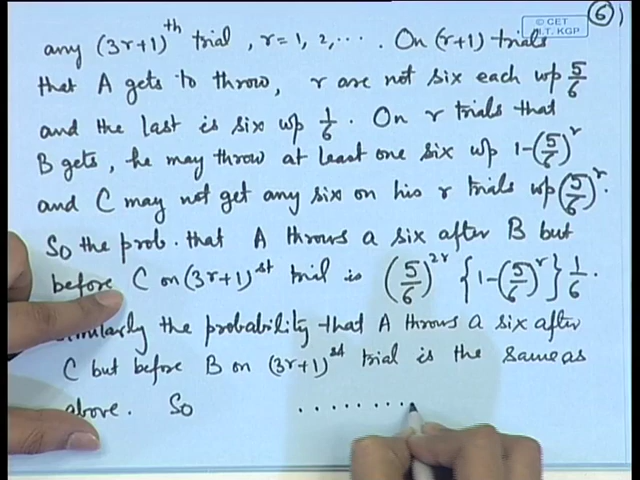 © CET
I.I.T. KGP
6
any (3r+1)^th trial, r=1, 2,.... On (r+1) trials
that A gets to throw, r are not six each wp 5/6
and the last is six wp 1/6. On r trials that
B gets, he may throw at least one six wp 1-(5/6)^r
and C may not get any six on his r trials wp (5/6)^r.
So the prob. that A throws a six after B but
before C on (3r+1)^st trial is (5/6)^2r {1-(5/6)^r} 1/6.
the probability that A throws a six after
C but before B on (3r+1)^st trial is the same as
above. So ........